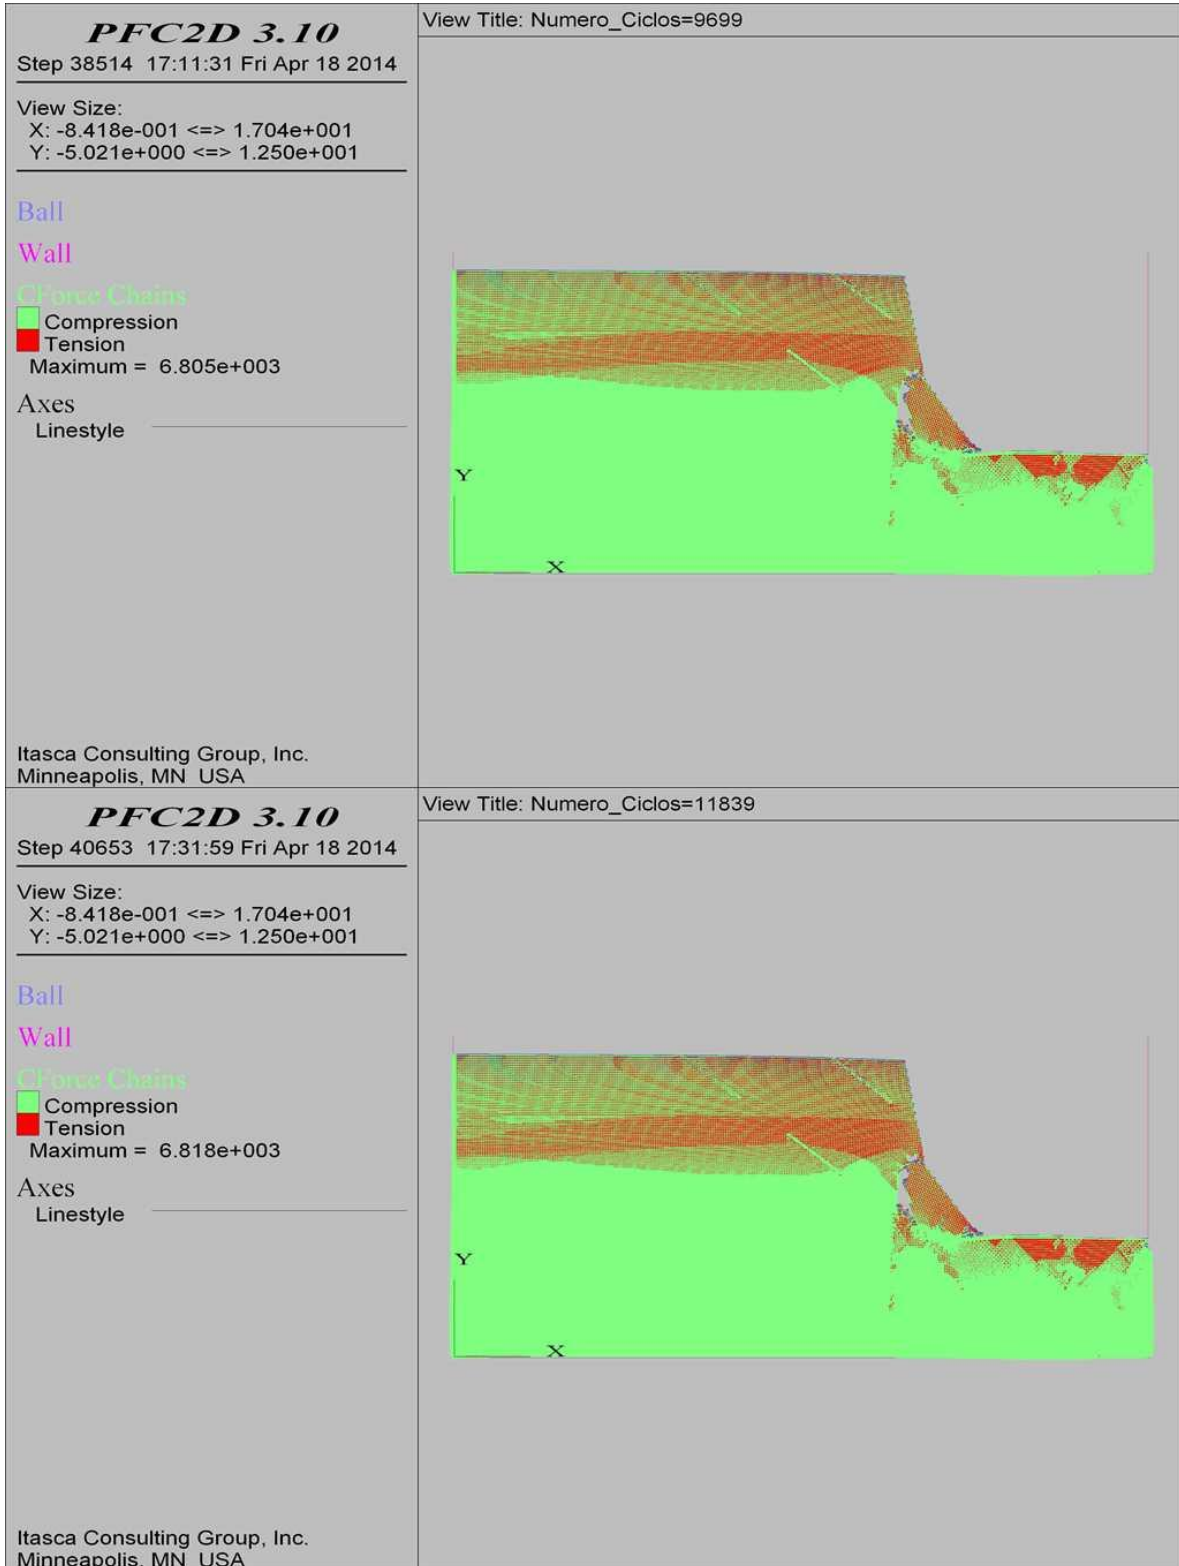 PFC2D 3.10
Step 38514 17:11:31 Fri Apr 18 2014
View Size:
X: -8.418e-001 <=> 1.704e+001
Y: -5.021e+000 <=> 1.250e+001
Ball
Wall
CForce Chains
Compression
Tension
Maximum = 6.805e+003
Axes
Linestyle
Itasca Consulting Group, Inc.
Minneapolis, MN USA
View Title: Numero_Ciclos=9699
Y
X
PFC2D 3.10
Step 40653 17:31:59 Fri Apr 18 2014
View Size:
X: -8.418e-001 <=> 1.704e+001
Y: -5.021e+000 <=> 1.250e+001
Ball
Wall
CForce Chains
Compression
Tension
Maximum = 6.818e+003
Axes
Linestyle
Itasca Consulting Group, Inc.
Minneapolis, MN USA
View Title: Numero_Ciclos=11839
Y
X